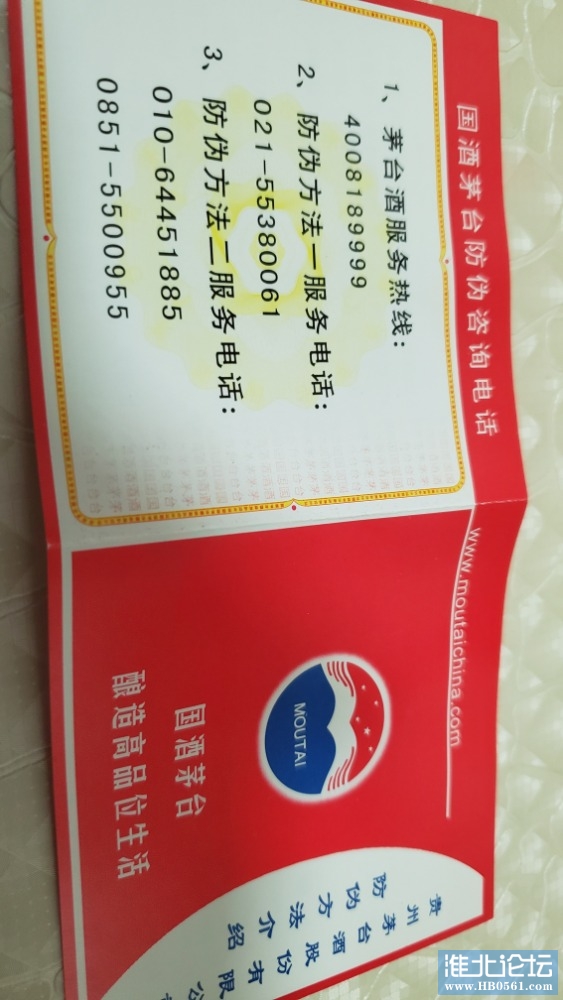 国酒茅台防伪咨询电话
1、茅台酒服务热线：
4008189999
2、防伪方法一服务电话：
021-55380061
3、防伪方法二服务电话：
010-64451885
0851-5500955
www.moutaichina.com
MOUTAI
国酒茅台
酿造高品位生活
贵州茅台酒股份有限公
防伪方法介绍
淮北论坛
www.HB0561.com